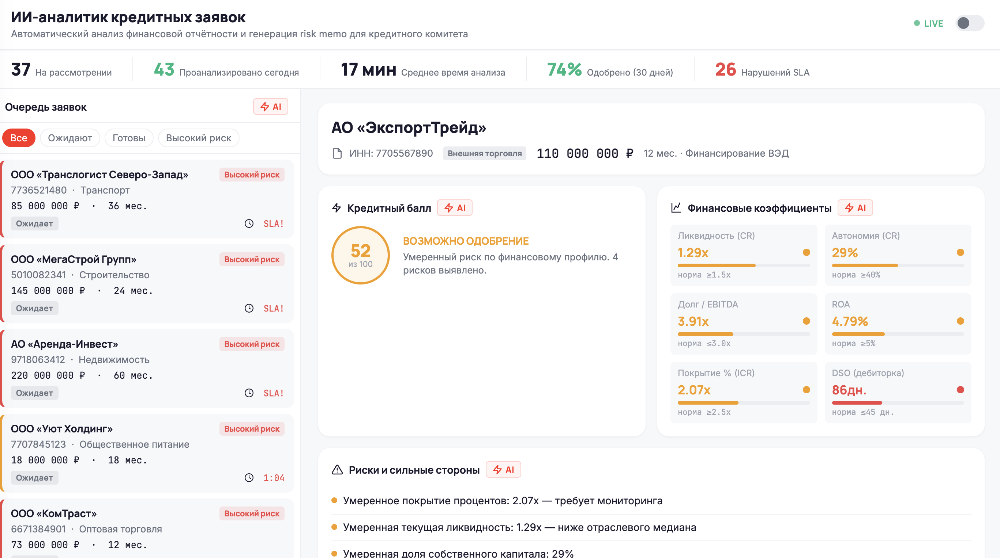 ИИ-аналитик кредитных заявок
Автоматический анализ финансовой отчётности и генерация risk memo для кредитного комитета
LIVE
37 На рассмотрении
43 Проанализировано сегодня
17 мин Среднее время анализа
74% Одобрено (30 дней)
26 Нарушений SLA
Очередь заявок
AI
Все
Ожидают
Готовы
Высокий риск
ООО «Транслогист Северо-Запад»
Высокий риск
7736521480 · Транспорт
85 000 000 ₽ · 36 мес.
Ожидает
SLA!
ООО «МегаСтрой Групп»
Высокий риск
5010082341 · Строительство
145 000 000 ₽ · 24 мес.
Ожидает
SLA!
АО «Аренда-Инвест»
Высокий риск
9718063412 · Недвижимость
220 000 000 ₽ · 60 мес.
Ожидает
SLA!
ООО «Уют Холдинг»
Высокий риск
7707845123 · Общественное питание
18 000 000 ₽ · 18 мес.
Ожидает
1:04
ООО «КомТраст»
Высокий риск
6671384901 · Оптовая торговля
73 000 000 ₽ · 12 мес.
АО «ЭкспортТрейд»
ИНН: 7705567890
Внешняя торговля
110 000 000 ₽
12 мес. · Финансирование ВЭД
Кредитный балл
AI
52
из 100
ВОЗМОЖНО ОДОБРЕНИЕ
Умеренный риск по финансовому профилю. 4
рисков выявлено.
Финансовые коэффициенты
AI
Ликвидность (CR)
1.29x
норма ≥1.5x
Автономия (CR)
29%
норма ≥40%
Долг / EBITDA
3.91x
норма ≤3.0x
ROA
4.79%
норма ≥5%
Покрытие % (ICR)
2.07x
норма ≥2.5x
DSO (дебиторка)
86дн.
норма ≤45 дн.
Риски и сильные стороны
AI
Умеренное покрытие процентов: 2.07x — требует мониторинга
Умеренная текущая ликвидность: 1.29x — ниже отраслевого медиана
Умеренная доля собственного капитала: 29%